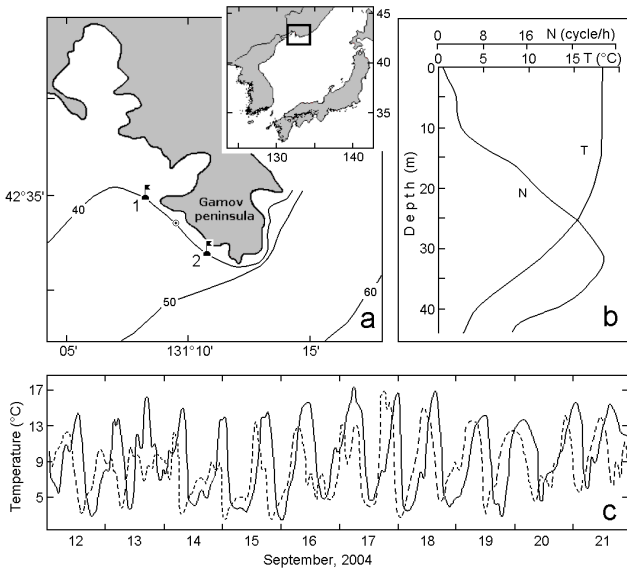 a
45
40
35
130
140
42°35'
40
1
2
Gamov
peninsula
50
60
05'
131°10'
15'
0 8 16 N (cycle/h)
0 5 10 15 T (°C)
0
10
20
30
40
Depth (m)
T
N
b
17
13
9
5
Temperature (°C)
c
12 13 14 15 16 17 18 19 20 21
September, 2004